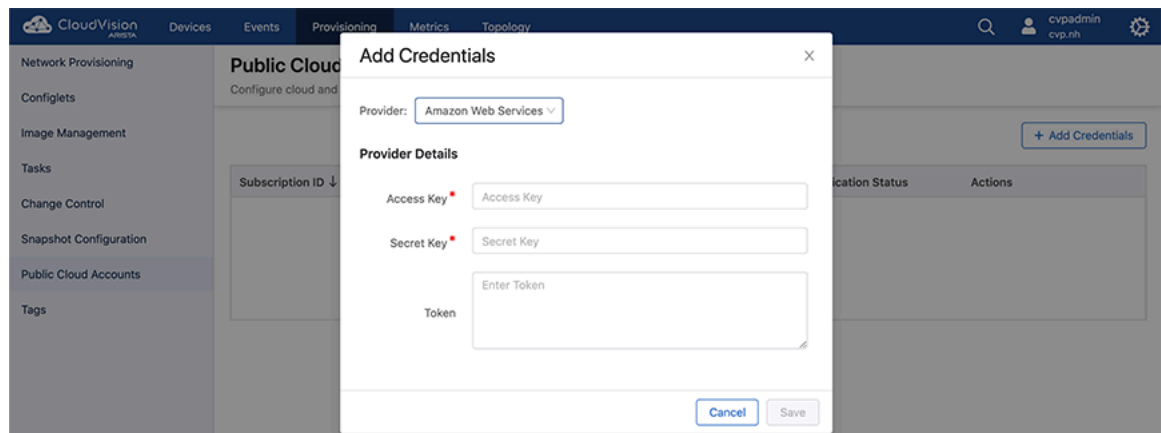 CloudVision
ARISTA
Devices
Events
Provisioning
Metrics
Topology
cvpadmin
cvp.nh
Network Provisioning
Configlets
Image Management
Tasks
Change Control
Snapshot Configuration
Public Cloud Accounts
Tags
Public Cloud
Configure cloud and
+ Add Credentials
Subscription ID ↓
ication Status
Actions
Add Credentials
Provider: Amazon Web Services
Provider Details
Access Key* Access Key
Secret Key* Secret Key
Token Enter Token
Cancel
Save